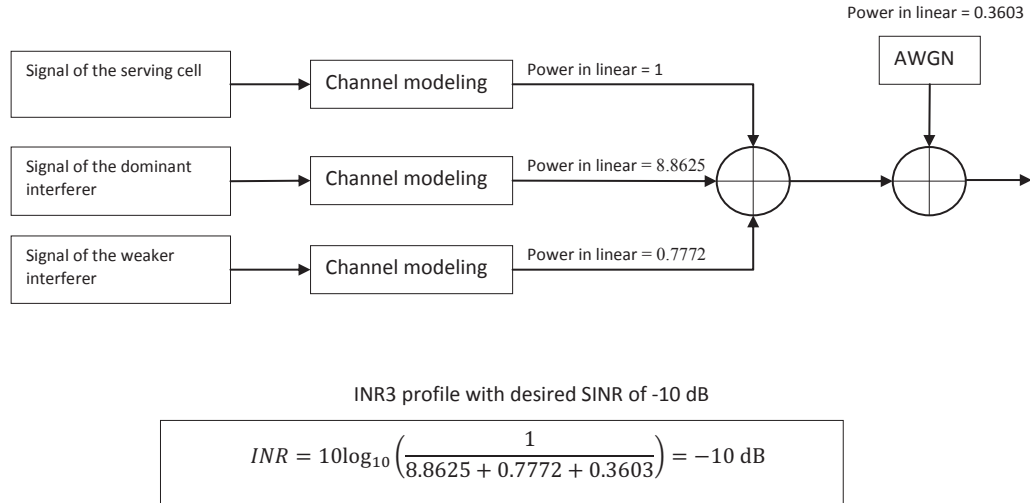 Power in linear = 0.3603
AWGN
Signal of the serving cell
Channel modeling
Power in linear = 1
Signal of the dominant
interferer
Channel modeling
Power in linear = 8.8625
Signal of the weaker
interferer
Channel modeling
Power in linear = 0.7772
INR3 profile with desired SINR of -10 dB
INR = 10log₁₀(1/(8.8625 + 0.7772 + 0.3603)) = −10 dB